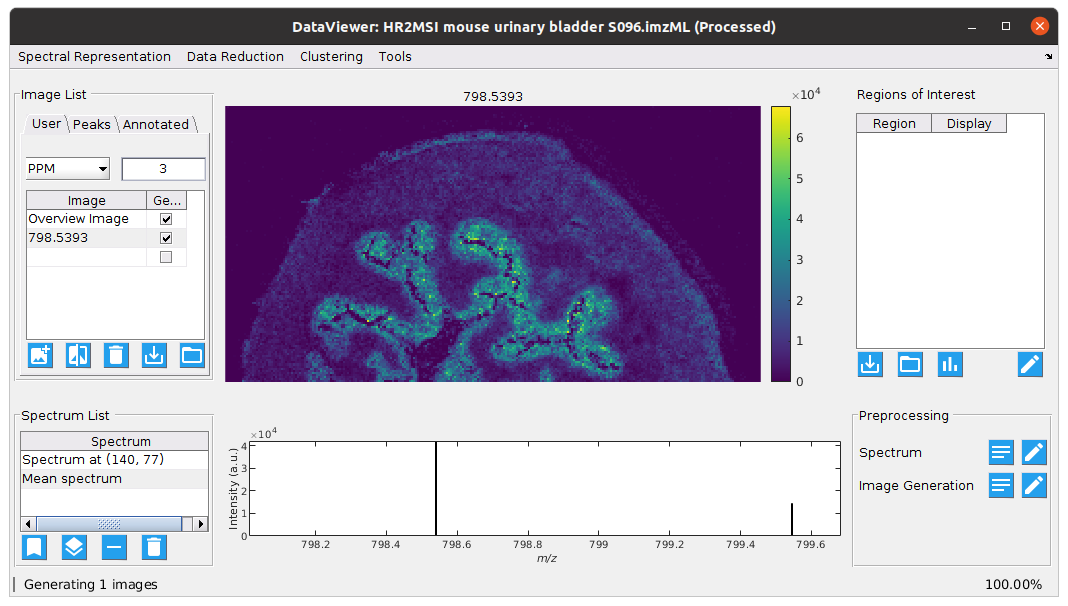 DataViewer: HR2MSI mouse urinary bladder S096.imzML (Processed)
Spectral Representation Data Reduction Clustering Tools
Image List
User Peaks Annotated
PPM 3
Image Ge...
Overview Image
798.5393
798.5393
×10⁴
6
5
4
3
2
1
0
Regions of Interest
Region Display
Spectrum List
Spectrum
Spectrum at (140, 77)
Mean spectrum
×10⁴
4
3
2
1
0
Intensity (a.u.)
798.2 798.4 798.6 798.8 799 799.2 799.4 799.6
m/z
Preprocessing
Spectrum
Image Generation
Generating 1 images 100.00%